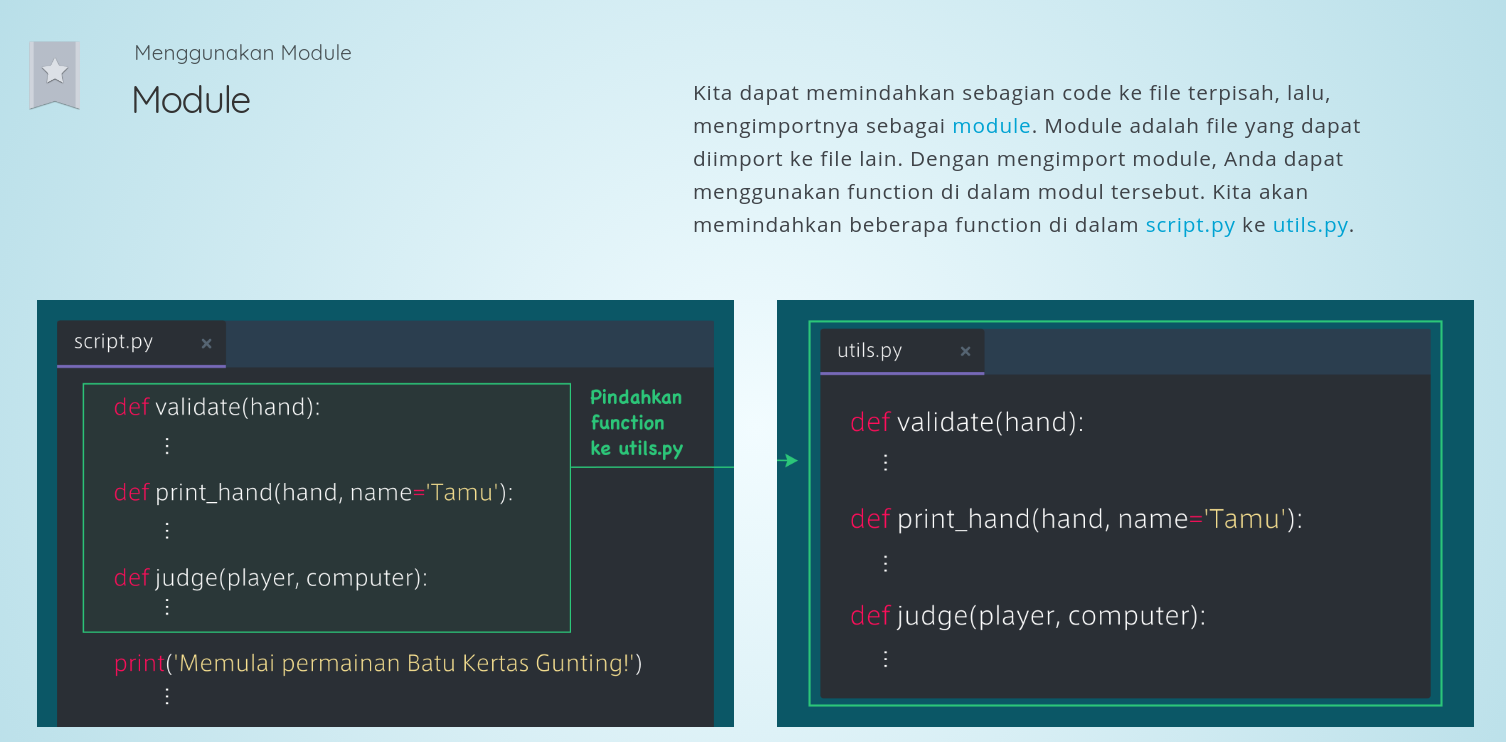 Menggunakan Module
Module
Kita dapat memindahkan sebagian code ke file terpisah, lalu,
mengimportnya sebagai module. Module adalah file yang dapat
diimport ke file lain. Dengan mengimport module, Anda dapat
menggunakan function di dalam modul tersebut. Kita akan
memindahkan beberapa function di dalam script.py ke utils.py.
script.py ×
def validate(hand):
⋮
def print_hand(hand, name='Tamu'):
⋮
def judge(player, computer):
⋮
print('Memulai permainan Batu Kertas Gunting!')
⋮
Pindahkan
function
ke utils.py
utils.py ×
def validate(hand):
⋮
def print_hand(hand, name='Tamu'):
⋮
def judge(player, computer):
⋮